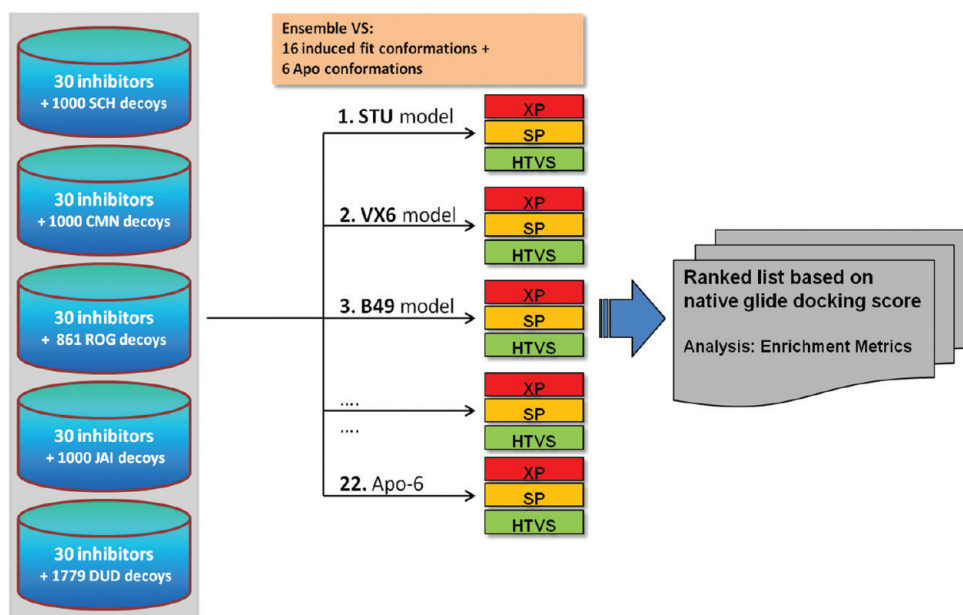 30 inhibitors
+ 1000 SCH decoys
30 inhibitors
+ 1000 CMN decoys
30 inhibitors
+ 861 ROG decoys
30 inhibitors
+ 1000 JAI decoys
30 inhibitors
+ 1779 DUD decoys
Ensemble VS:
16 induced fit conformations +
6 Apo conformations
1. STU model
XP
SP
HTVS
2. VX6 model
XP
SP
HTVS
3. B49 model
XP
SP
HTVS
....
....
XP
SP
HTVS
22. Apo-6
XP
SP
HTVS
Ranked list based on
native glide docking score
Analysis: Enrichment Metrics